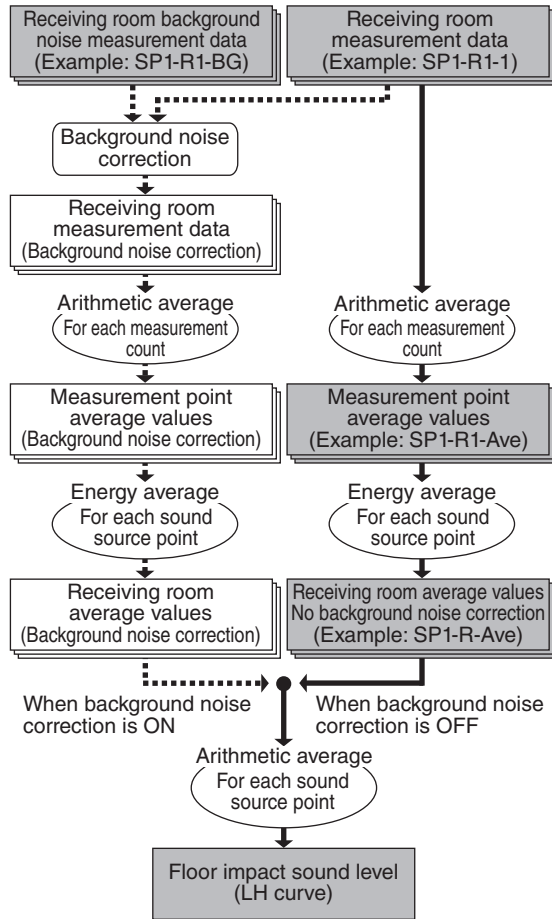 Receiving room background
noise measurement data
(Example: SP1-R1-BG)
Receiving room
measurement data
(Example: SP1-R1-1)
Background noise
correction
Receiving room
measurement data
(Background noise correction)
Arithmetic average
For each measurement
count
Arithmetic average
For each measurement
count
Measurement point
average values
(Background noise correction)
Measurement point
average values
(Example: SP1-R1-Ave)
Energy average
For each sound
source point
Energy average
For each sound
source point
Receiving room
average values
(Background noise correction)
Receiving room average values
No background noise correction
(Example: SP1-R-Ave)
When background noise
correction is ON
When background noise
correction is OFF
Arithmetic average
For each sound
source point
Floor impact sound level
(LH curve)